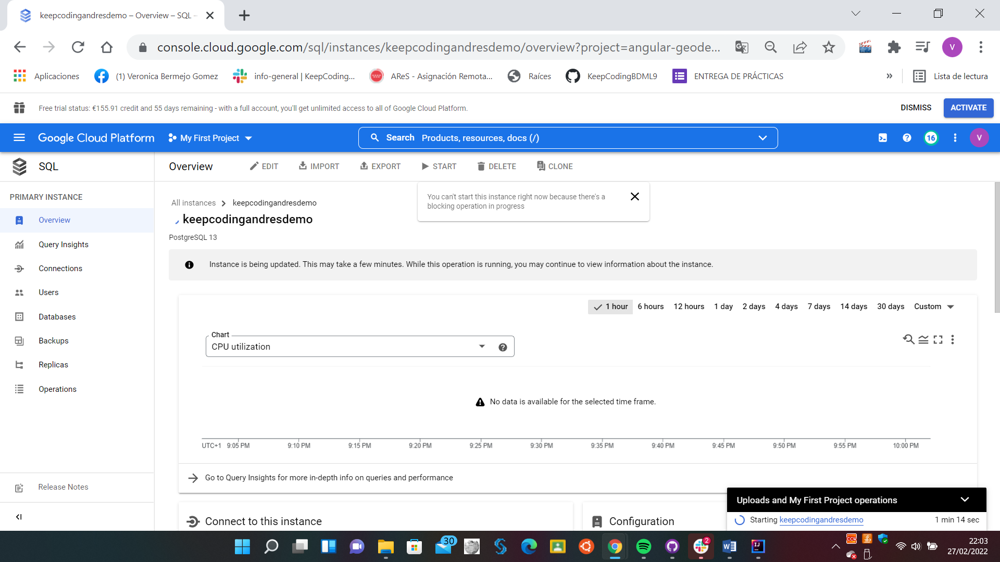 keepcodingandresdemo – Overview – SQL –
console.cloud.google.com/sql/instances/keepcodingandresdemo/overview?project=angular-geode...
V
Aplicaciones
(1) Veronica Bermejo Gomez
info-general | KeepCoding...
AReS - Asignación Remota...
Raíces
KeepCodingBDML9
ENTREGA DE PRÁCTICAS
»
Lista de lectura
Free trial status: €155.91 credit and 55 days remaining - with a full account, you'll get unlimited access to all of Google Cloud Platform.
DISMISS
ACTIVATE
Google Cloud Platform
My First Project
Search Products, resources, docs (/)
16
V
SQL
Overview
EDIT
IMPORT
EXPORT
START
DELETE
CLONE
You can't start this instance right now because there's a
blocking operation in progress
PRIMARY INSTANCE
Overview
Query Insights
Connections
Users
Databases
Backups
Replicas
Operations
Release Notes
All instances
keepcodingandresdemo
keepcodingandresdemo
PostgreSQL 13
Instance is being updated. This may take a few minutes. While this operation is running, you may continue to view information about the instance.
1 hour
6 hours
12 hours
1 day
2 days
4 days
7 days
14 days
30 days
Custom
Chart
CPU utilization
No data is available for the selected time frame.
UTC+1
9:05 PM
9:10 PM
9:15 PM
9:20 PM
9:25 PM
9:30 PM
9:35 PM
9:40 PM
9:45 PM
9:50 PM
9:55 PM
10:00 PM
Go to Query Insights for more in-depth info on queries and performance
Connect to this instance
Configuration
Uploads and My First Project operations
Starting keepcodingandresdemo
1 min 14 sec
30
2
22:03
27/02/2022